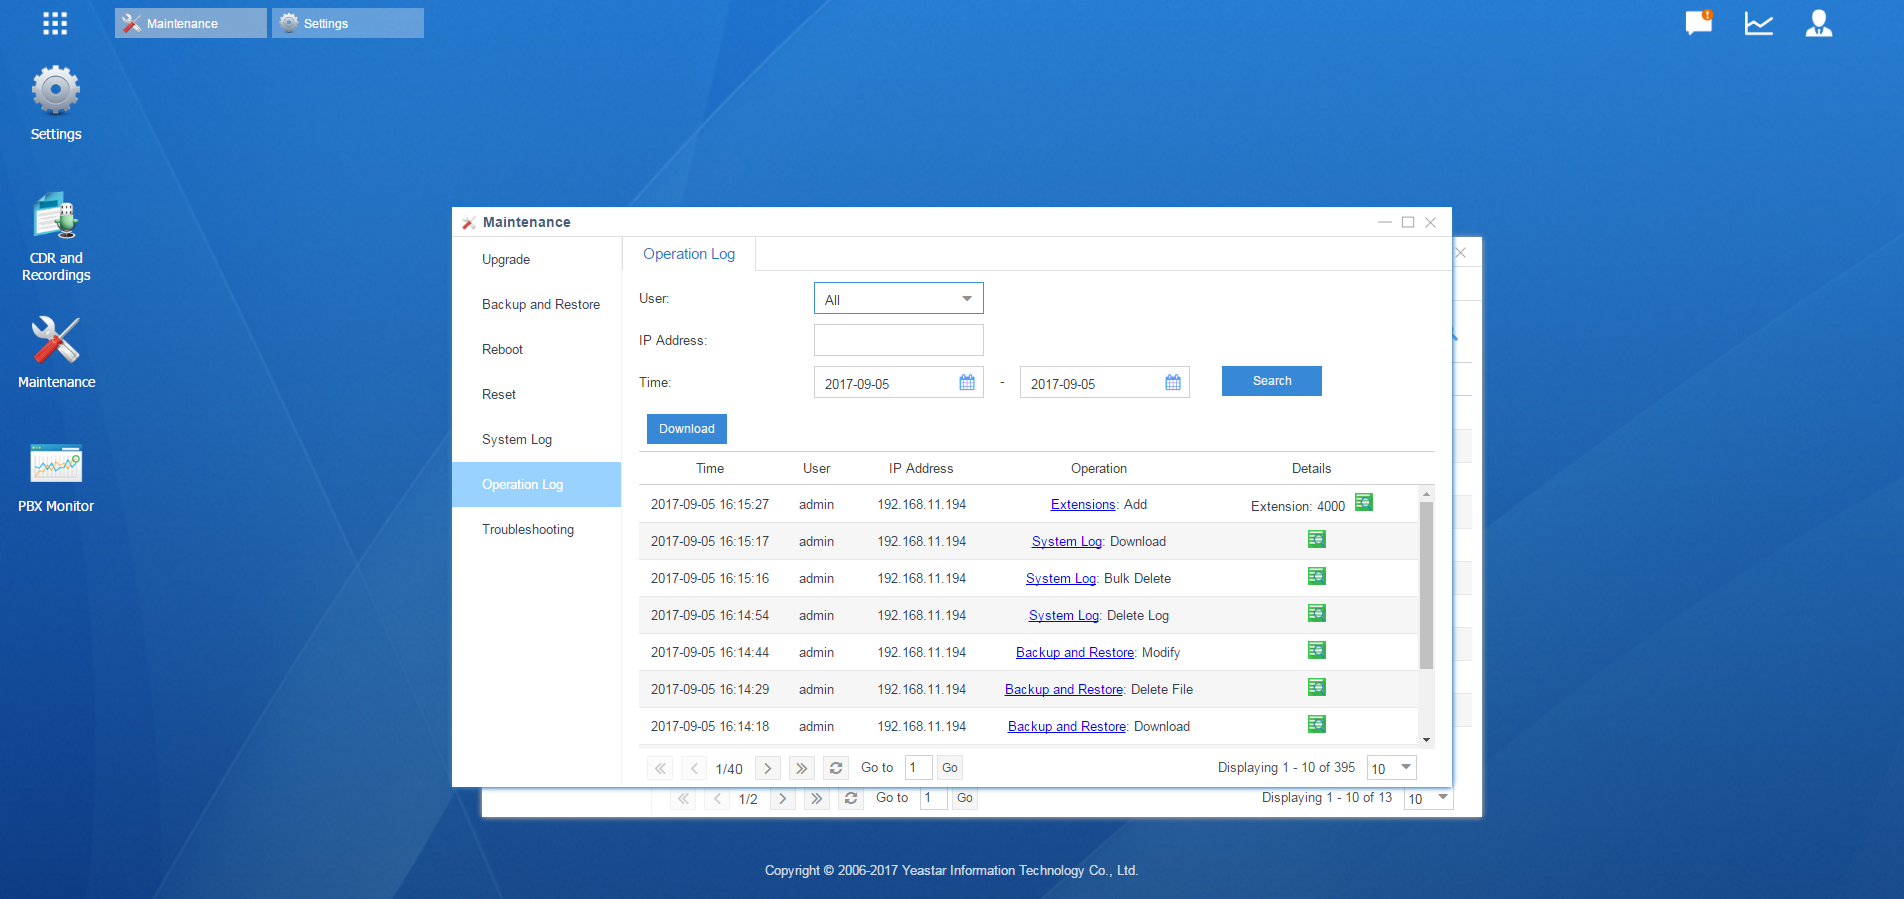 Maintenance
Settings
Settings
CDR and
Recordings
Maintenance
PBX Monitor
Maintenance
Upgrade
Backup and Restore
Reboot
Reset
System Log
Operation Log
Troubleshooting
Operation Log
User: All
IP Address:
Time: 2017-09-05 - 2017-09-05 Search
Download
Time User IP Address Operation Details
2017-09-05 16:15:27 admin 192.168.11.194 Extensions: Add Extension: 4000
2017-09-05 16:15:17 admin 192.168.11.194 System Log: Download
2017-09-05 16:15:16 admin 192.168.11.194 System Log: Bulk Delete
2017-09-05 16:14:54 admin 192.168.11.194 System Log: Delete Log
2017-09-05 16:14:44 admin 192.168.11.194 Backup and Restore: Modify
2017-09-05 16:14:29 admin 192.168.11.194 Backup and Restore: Delete File
2017-09-05 16:14:18 admin 192.168.11.194 Backup and Restore: Download
1/40 Go to 1 Go Displaying 1 - 10 of 395 10
1/2 Go to 1 Go Displaying 1 - 10 of 13 10
Copyright © 2006-2017 Yeastar Information Technology Co., Ltd.